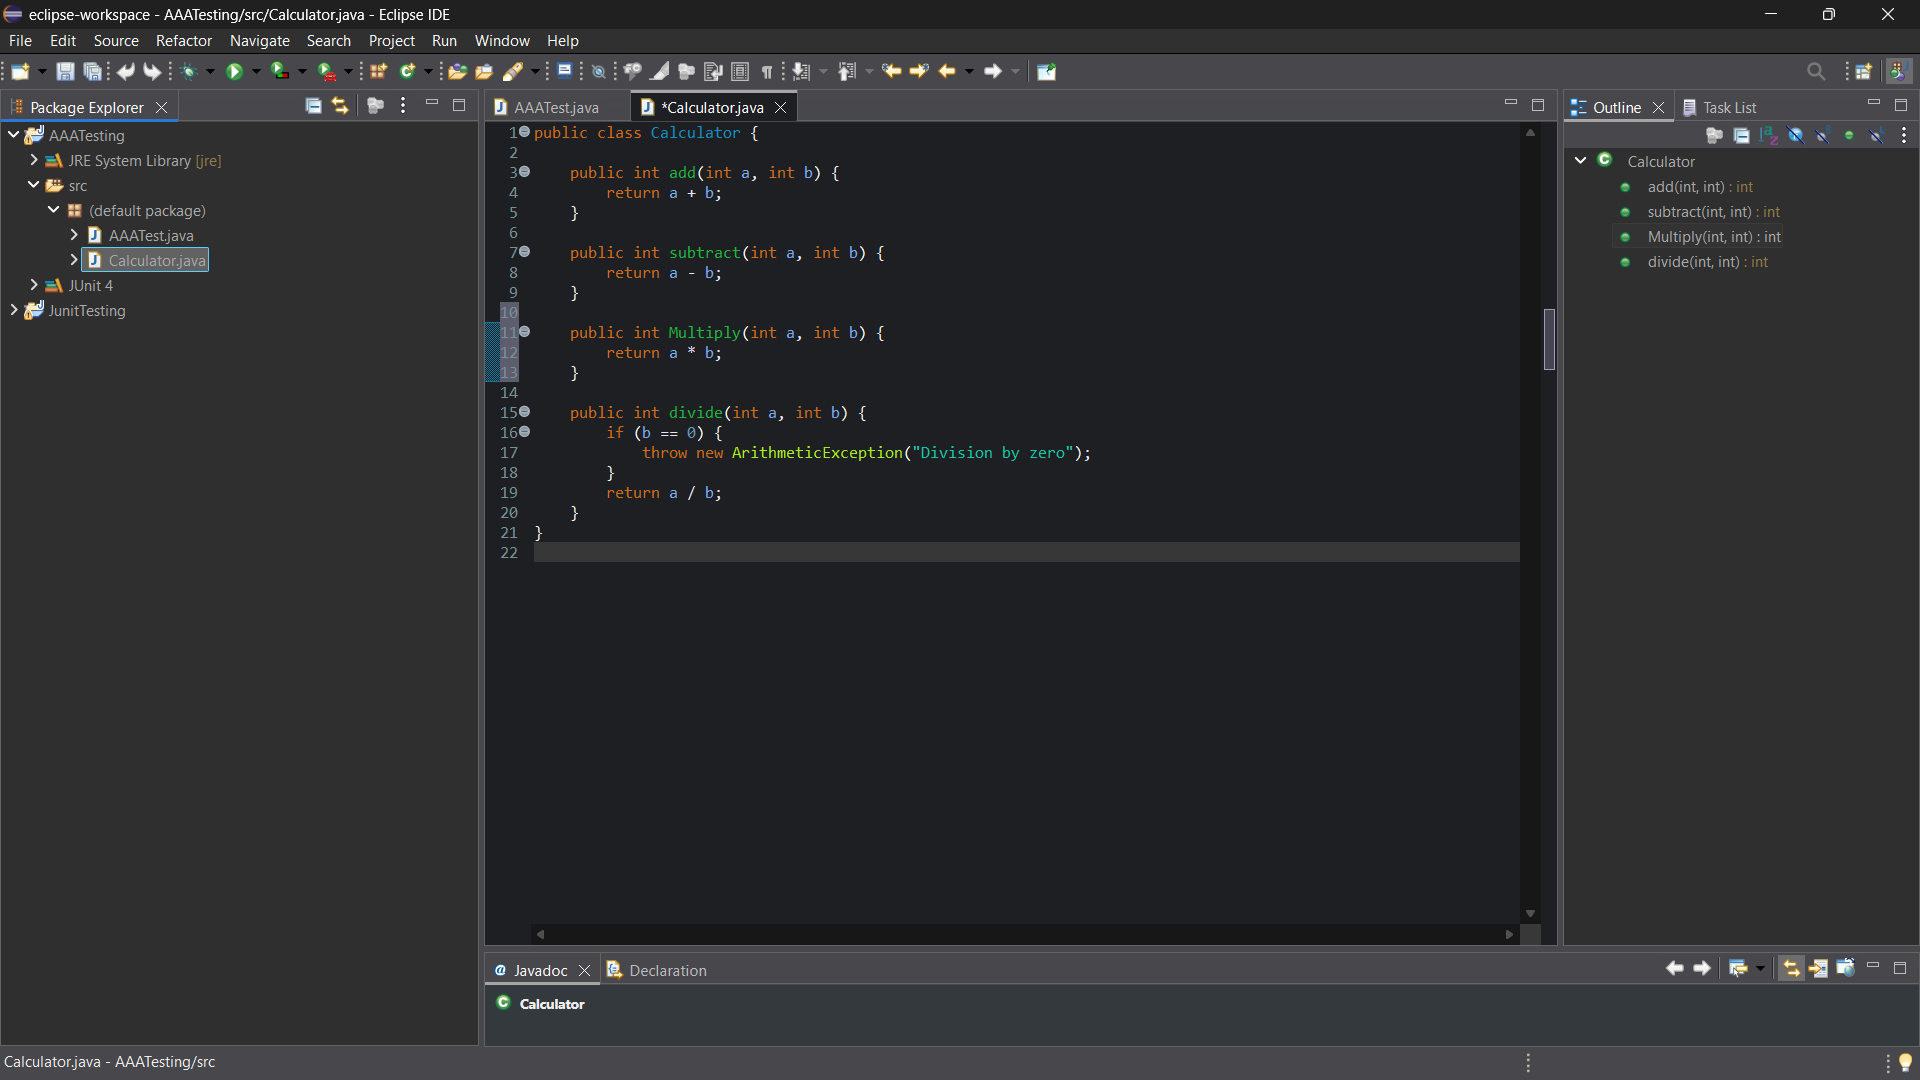 eclipse-workspace - AAATesting/src/Calculator.java - Eclipse IDE
File Edit Source Refactor Navigate Search Project Run Window Help
Package Explorer
AAATesting
JRE System Library [jre]
src
(default package)
AAATest.java
Calculator.java
JUnit 4
JunitTesting
AAATest.java *Calculator.java
1 public class Calculator {
2
3     public int add(int a, int b) {
4         return a + b;
5     }
6
7     public int subtract(int a, int b) {
8         return a - b;
9     }
10
11     public int Multiply(int a, int b) {
12         return a * b;
13     }
14
15     public int divide(int a, int b) {
16         if (b == 0) {
17             throw new ArithmeticException("Division by zero");
18         }
19         return a / b;
20     }
21 }
22
Outline Task List
Calculator
add(int, int) : int
subtract(int, int) : int
Multiply(int, int) : int
divide(int, int) : int
@ Javadoc Declaration
Calculator
Calculator.java - AAATesting/src